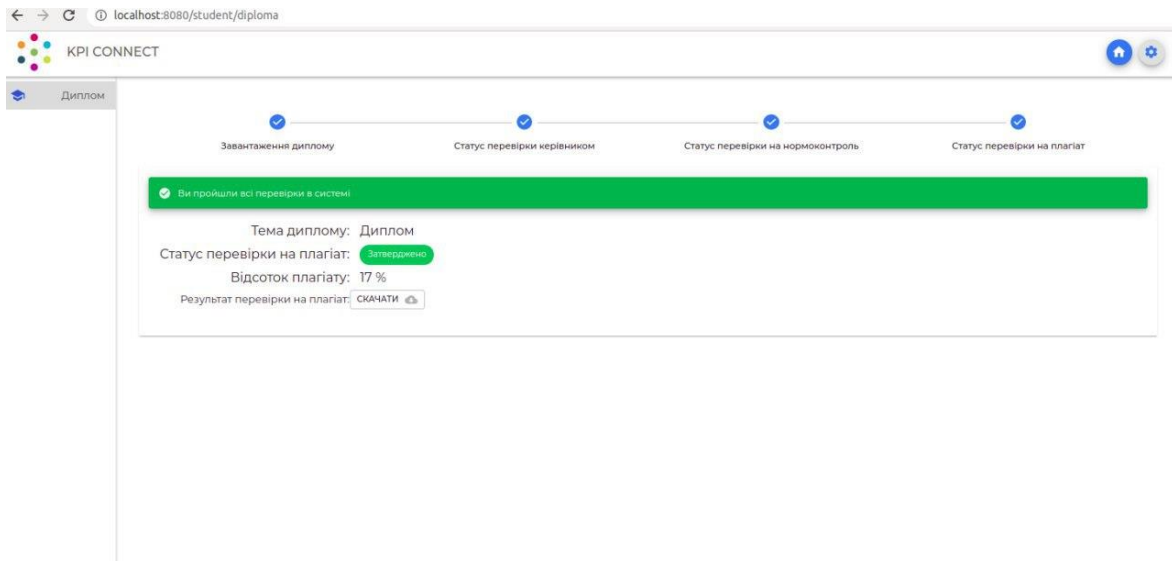 localhost:8080/student/diploma
KPI CONNECT
Диплом
Завантаження диплому Статус перевірки керівником Статус перевірки на нормоконтроль Статус перевірки на плагіат
Ви пройшли всі перевірки в системі
Тема диплому: Диплом
Статус перевірки на плагіат: Затверджено
Відсоток плагіату: 17 %
Результат перевірки на плагіат: СКАЧАТИ